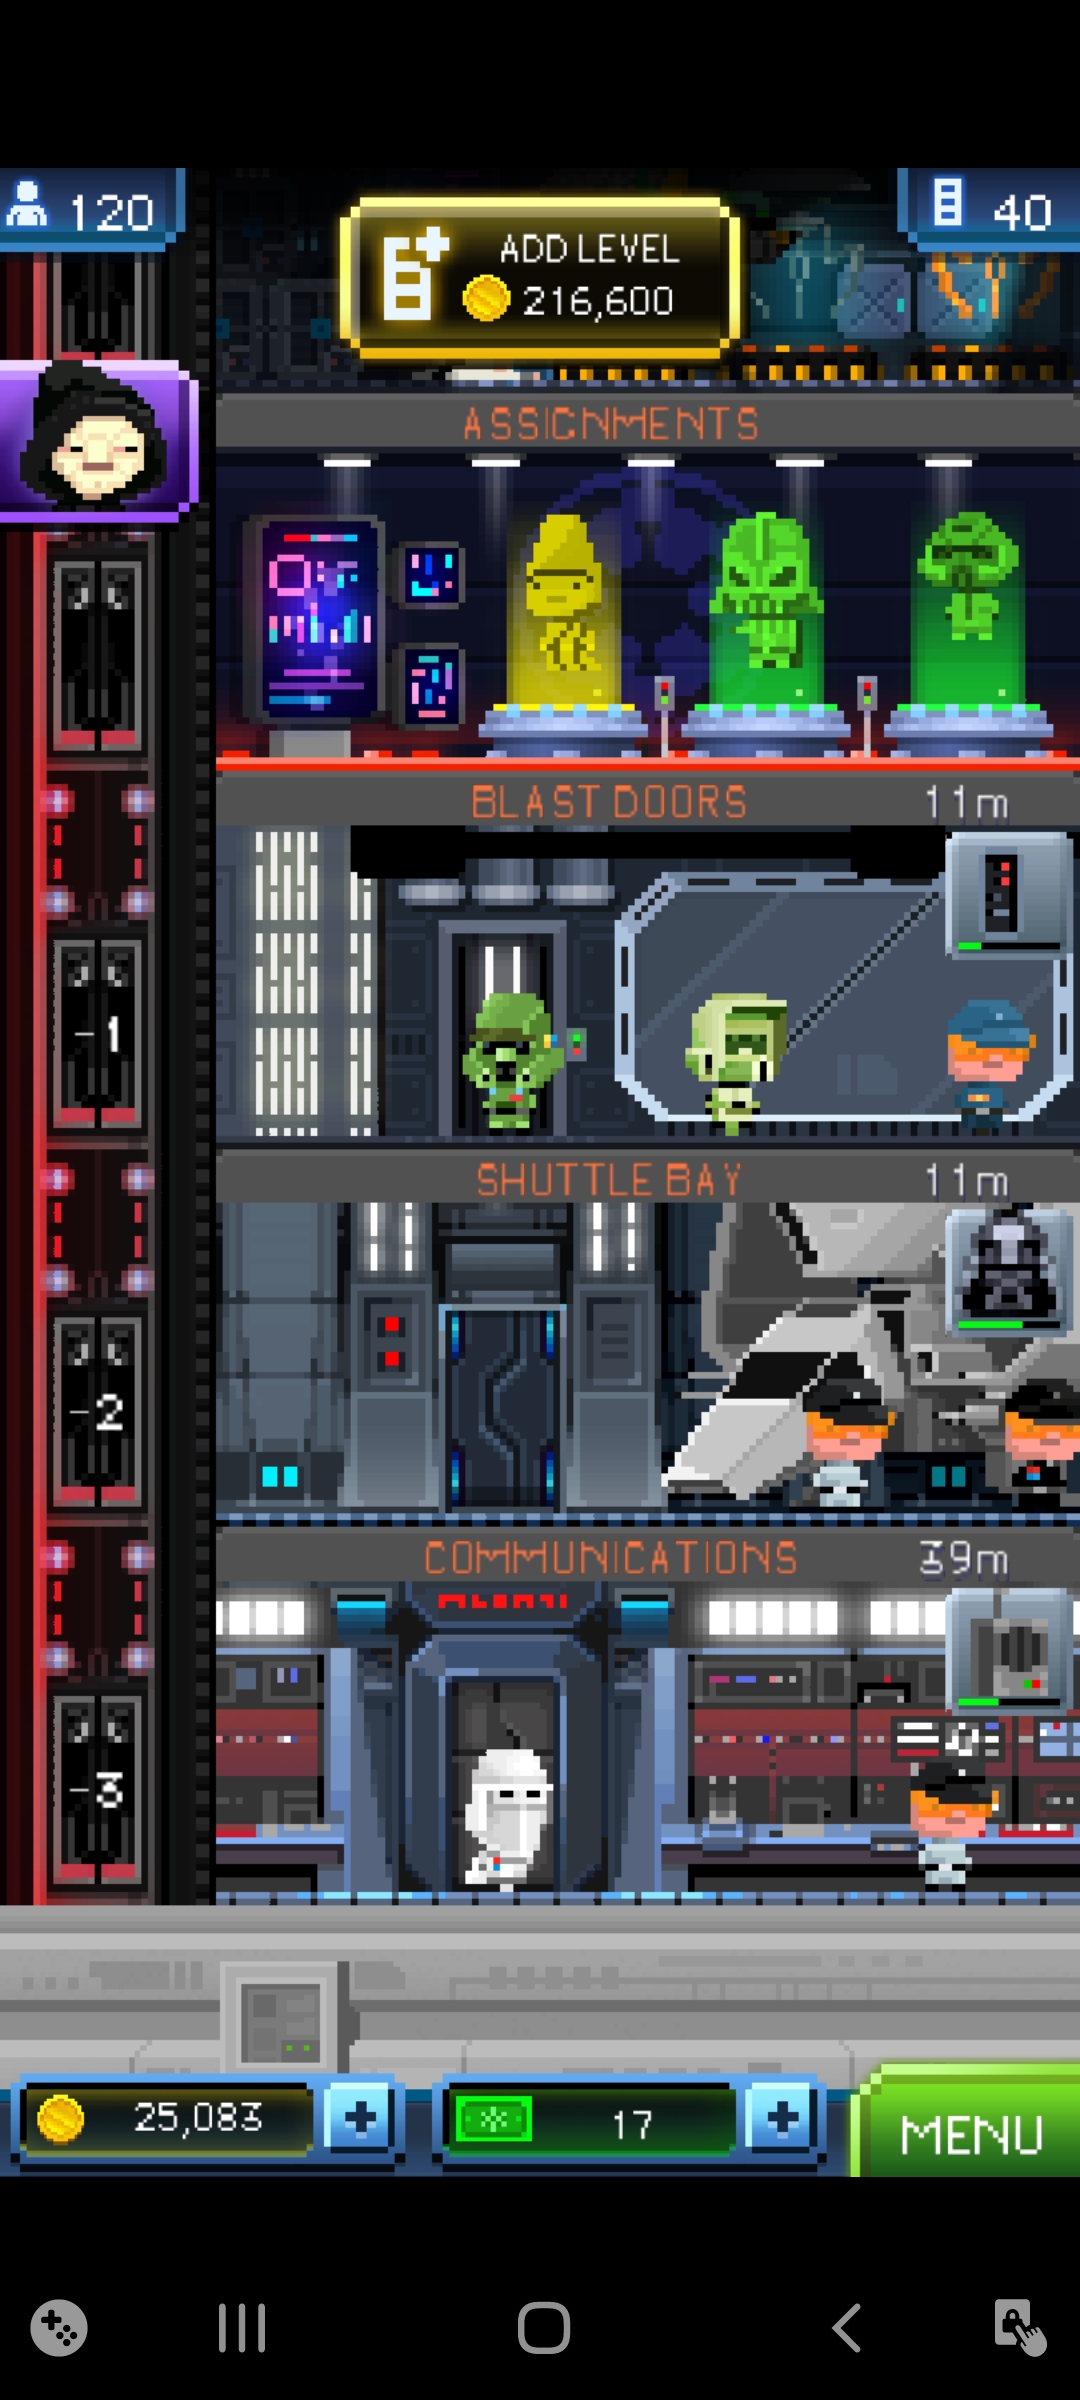 120
ADD LEVEL
216,600
40
ASSIGNMENTS
BLAST DOORS
11m
-1
SHUTTLE BAY
11m
-2
COMMUNICATIONS
39m
-3
25,083
17
MENU